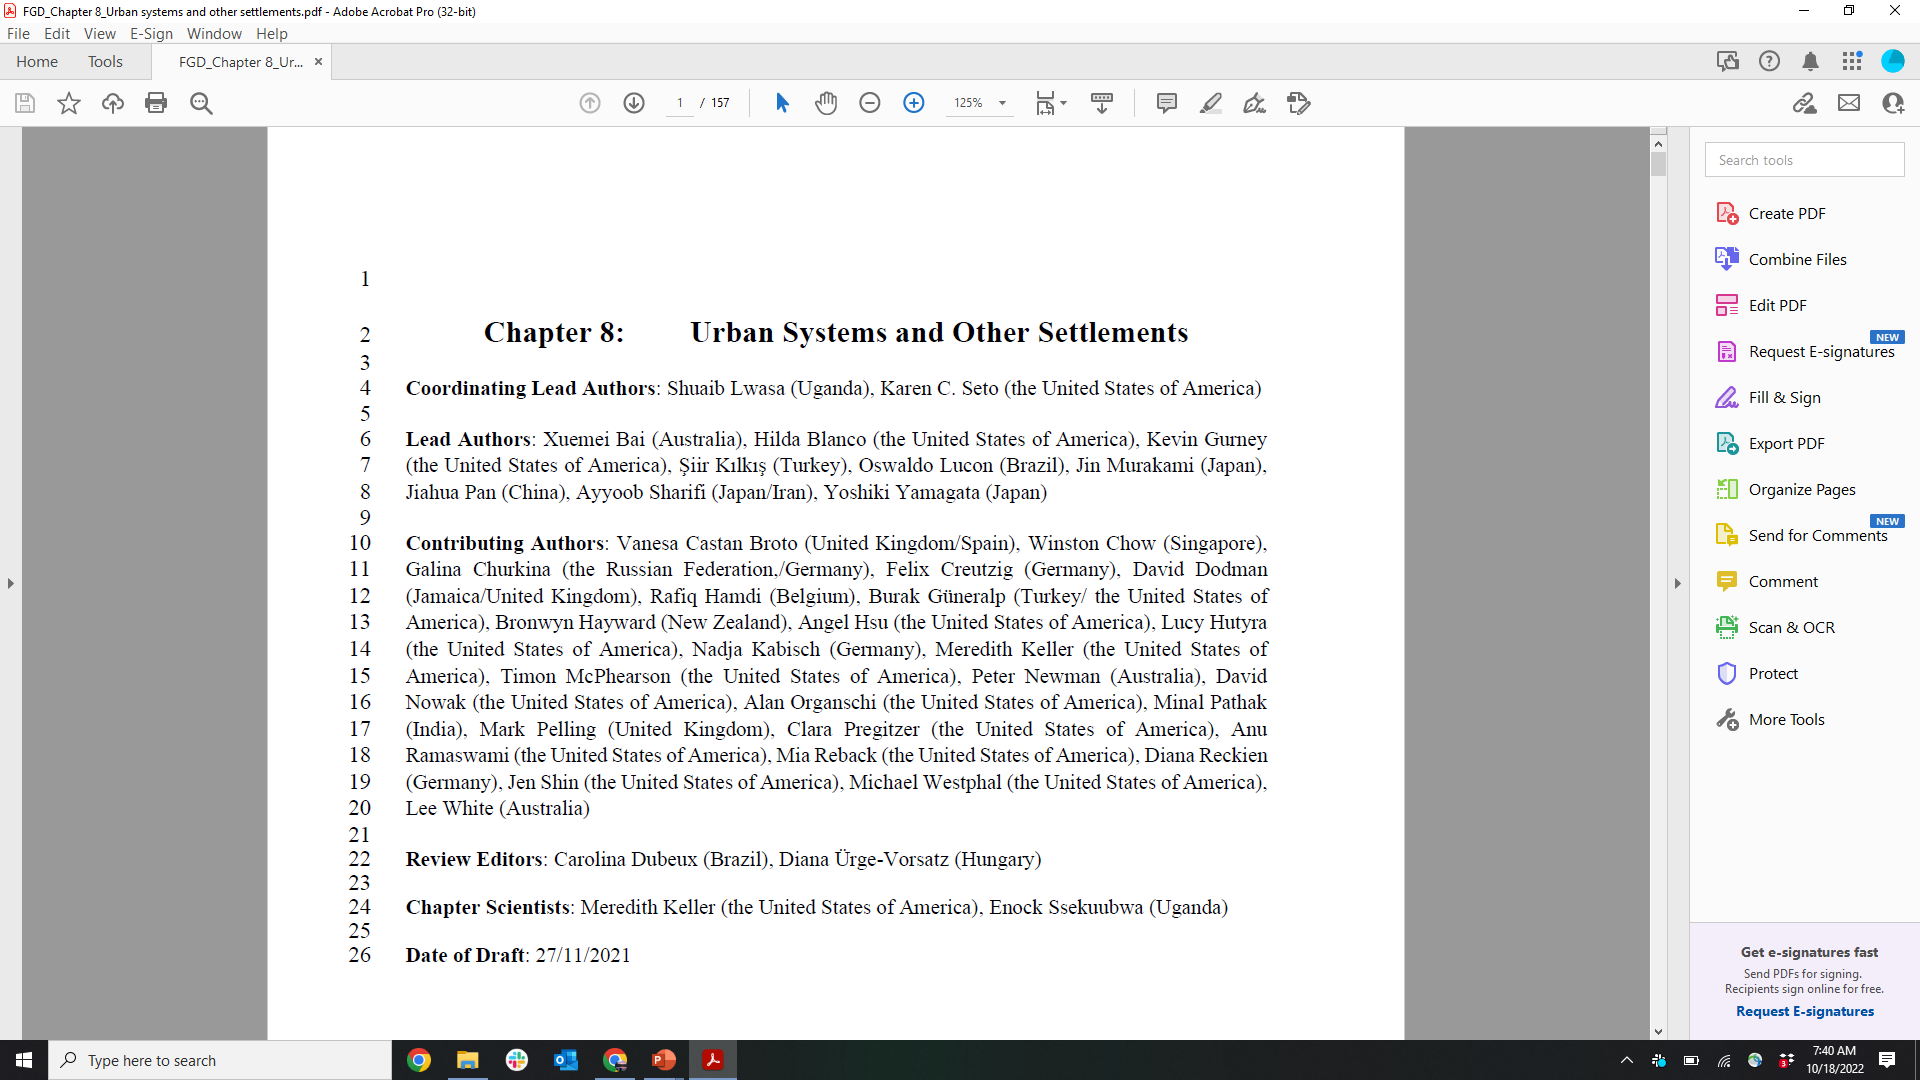 FGD_Chapter 8_Urban systems and other settlements.pdf - Adobe Acrobat Pro (32-bit)
File Edit View E-Sign Window Help
Home Tools FGD_Chapter 8_Ur... ×
1 / 157 125%
Search tools
Create PDF
Combine Files
Edit PDF
NEW
Request E-signatures
Fill & Sign
Export PDF
Organize Pages
NEW
Send for Comments
Comment
Scan & OCR
Protect
More Tools
Get e-signatures fast
Send PDFs for signing.
Recipients sign online for free.
Request E-signatures
1
2 Chapter 8: Urban Systems and Other Settlements
3
4 Coordinating Lead Authors: Shuaib Lwasa (Uganda), Karen C. Seto (the United States of America)
5
6 Lead Authors: Xuemei Bai (Australia), Hilda Blanco (the United States of America), Kevin Gurney
7 (the United States of America), Şiir Kılkış (Turkey), Oswaldo Lucon (Brazil), Jin Murakami (Japan),
8 Jiahua Pan (China), Ayyoob Sharifi (Japan/Iran), Yoshiki Yamagata (Japan)
9
10 Contributing Authors: Vanesa Castan Broto (United Kingdom/Spain), Winston Chow (Singapore),
11 Galina Churkina (the Russian Federation,/Germany), Felix Creutzig (Germany), David Dodman
12 (Jamaica/United Kingdom), Rafiq Hamdi (Belgium), Burak Güneralp (Turkey/ the United States of
13 America), Bronwyn Hayward (New Zealand), Angel Hsu (the United States of America), Lucy Hutyra
14 (the United States of America), Nadja Kabisch (Germany), Meredith Keller (the United States of
15 America), Timon McPhearson (the United States of America), Peter Newman (Australia), David
16 Nowak (the United States of America), Alan Organschi (the United States of America), Minal Pathak
17 (India), Mark Pelling (United Kingdom), Clara Pregitzer (the United States of America), Anu
18 Ramaswami (the United States of America), Mia Reback (the United States of America), Diana Reckien
19 (Germany), Jen Shin (the United States of America), Michael Westphal (the United States of America),
20 Lee White (Australia)
21
22 Review Editors: Carolina Dubeux (Brazil), Diana Ürge-Vorsatz (Hungary)
23
24 Chapter Scientists: Meredith Keller (the United States of America), Enock Ssekuubwa (Uganda)
25
26 Date of Draft: 27/11/2021
Type here to search
7:40 AM
10/18/2022